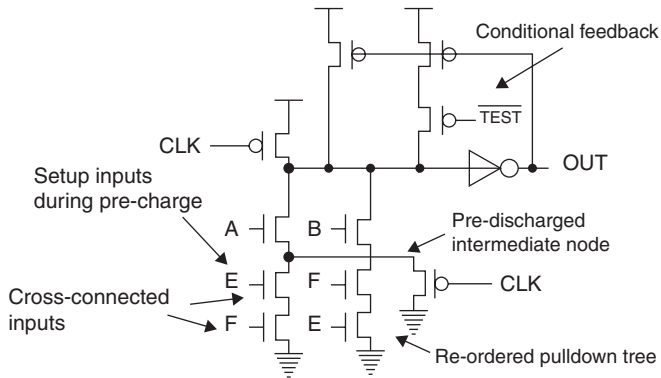 Conditional feedback
TEST
CLK
OUT
Setup inputs
during pre-charge
A
B
Pre-discharged
intermediate node
E
F
CLK
Cross-connected
inputs
F
E
Re-ordered pulldown tree